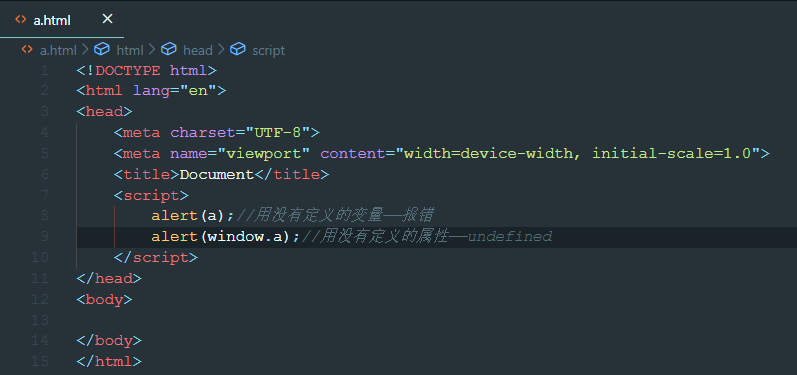 a.html
a.html > html > head > script
1 <!DOCTYPE html>
2 <html lang="en">
3 <head>
4 <meta charset="UTF-8">
5 <meta name="viewport" content="width=device-width, initial-scale=1.0">
6 <title>Document</title>
7 <script>
8 alert(a);//用没有定义的变量——报错
9 alert(window.a);//用没有定义的属性——undefined
10 </script>
11 </head>
12 <body>
13
14 </body>
15 </html>